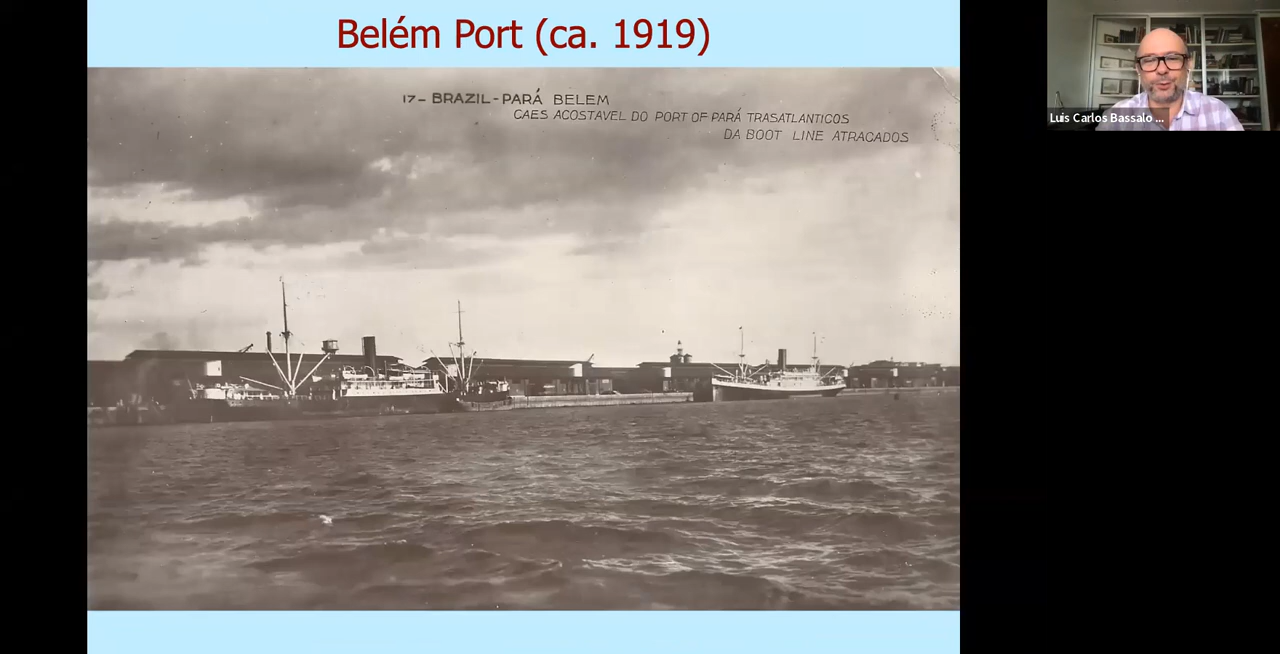 Belém Port (ca. 1919)
17- BRAZIL-PARÁ BELEM
CAES ACOSTAVEL DO PORT OF PARÁ TRASATLANTICOS
DA BOOT LINE ATRACADOS
Luis Carlos Bassalo ...